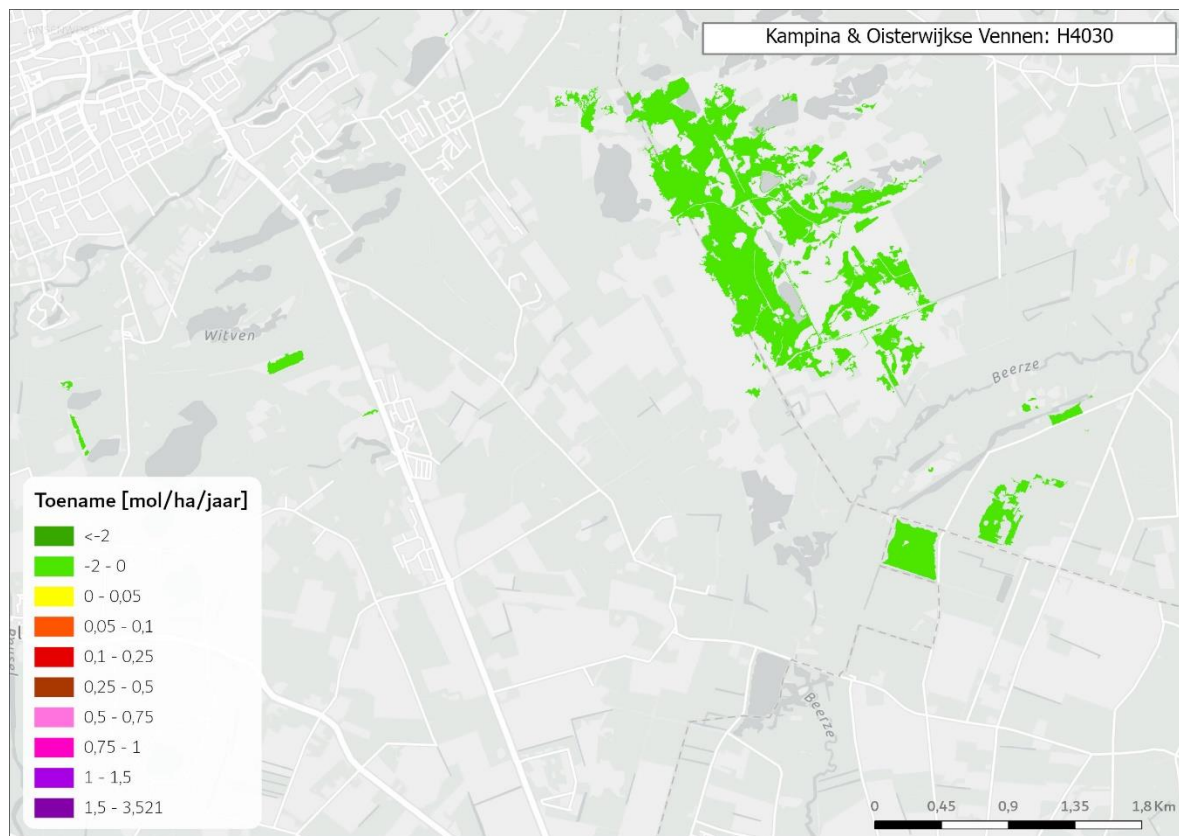 Kampina & Oisterwijkse Vennen: H4030
Witven
Beerze
Beerze
Toename [mol/ha/jaar]
<-2
-2 - 0
0 - 0,05
0,05 - 0,1
0,1 - 0,25
0,25 - 0,5
0,5 - 0,75
0,75 - 1
1 - 1,5
1,5 - 3,521
0 0,45 0,9 1,35 1,8 Km